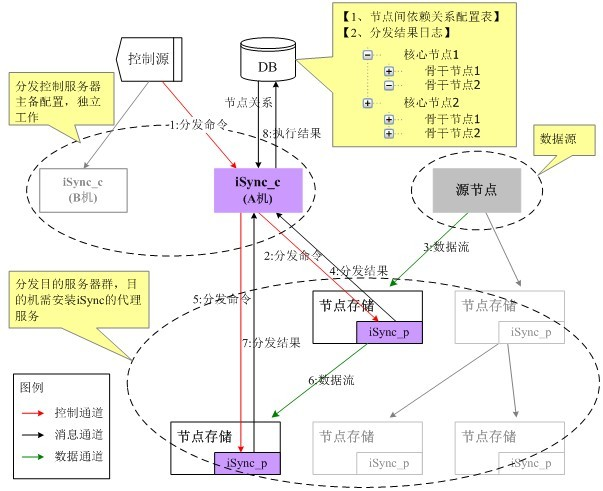 控制源
DB
【1、节点间依赖关系配置表】
【2、分发结果日志】
核心节点1
骨干节点1
骨干节点2
核心节点2
骨干节点1
骨干节点2
分发控制服务器
主备配置，独立
工作
节点关系
1:分发命令
8:执行结果
数据源
iSync_c
(B机)
iSync_c
(A机)
源节点
2:分发命令
3:数据流
4:分发结果
分发目的服务器群，目
的机需安装iSync的代理
服务
5:分发命令
节点存储
iSync_p
节点存储
iSync_p
7:分发结果
6:数据流
图例
控制通道
消息通道
数据通道
节点存储
iSync_p
节点存储
iSync_p
节点存储
iSync_p